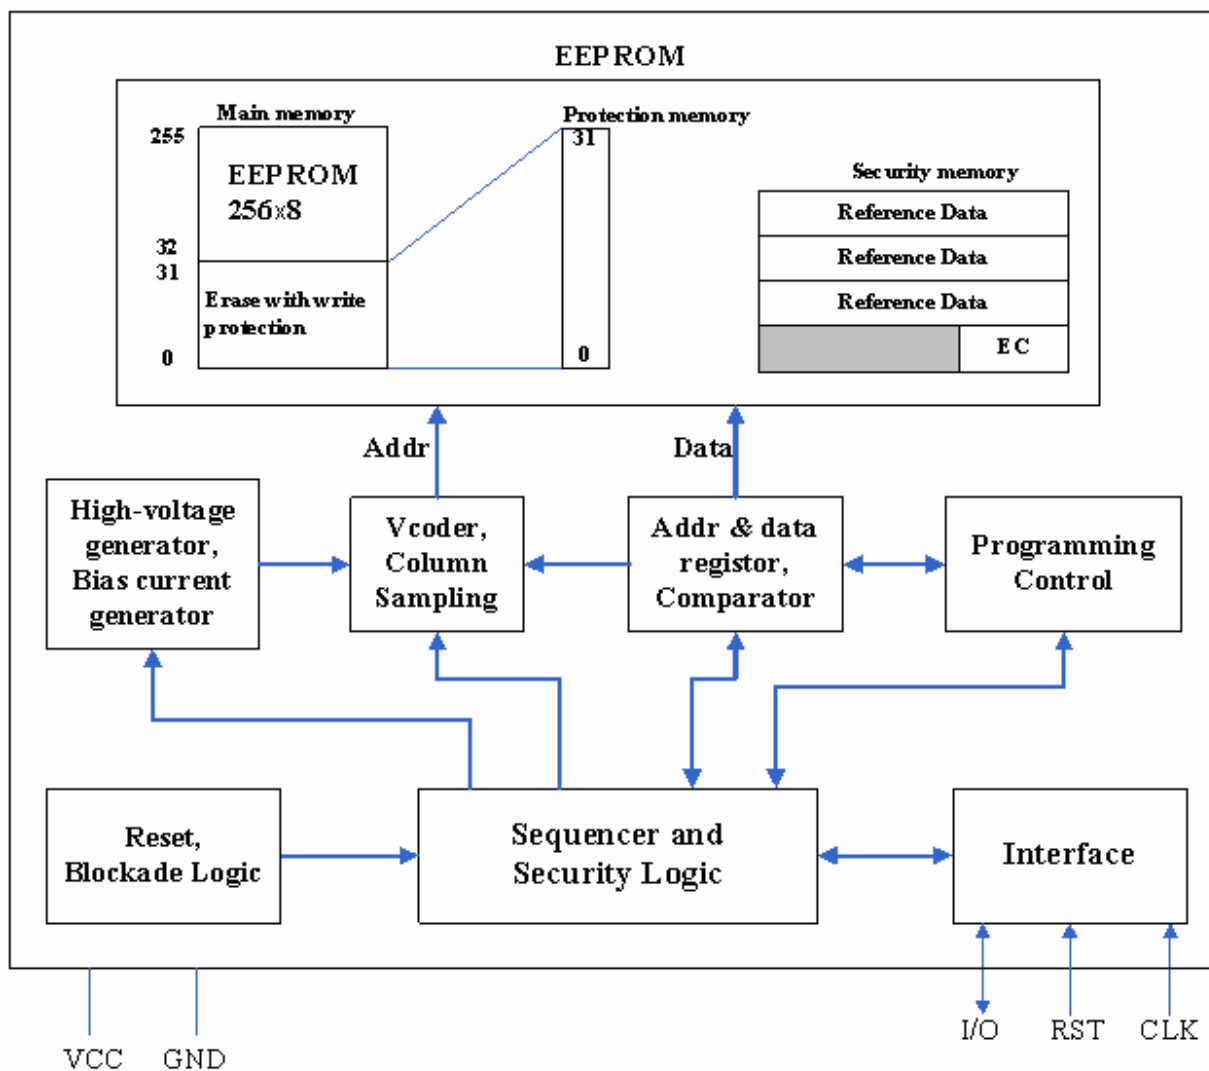 EEPROM
Main memory
Protection memory
255
31
EEPROM
256x8
Security memory
Reference Data
32
31
Reference Data
Erase with write
protection
Reference Data
0
0
EC
Addr
Data
High-voltage
generator,
Bias current
generator
Vcoder,
Column
Sampling
Addr & data
registor,
Comparator
Programming
Control
Reset,
Blockade Logic
Sequencer and
Security Logic
Interface
I/O
RST
CLK
VCC
GND